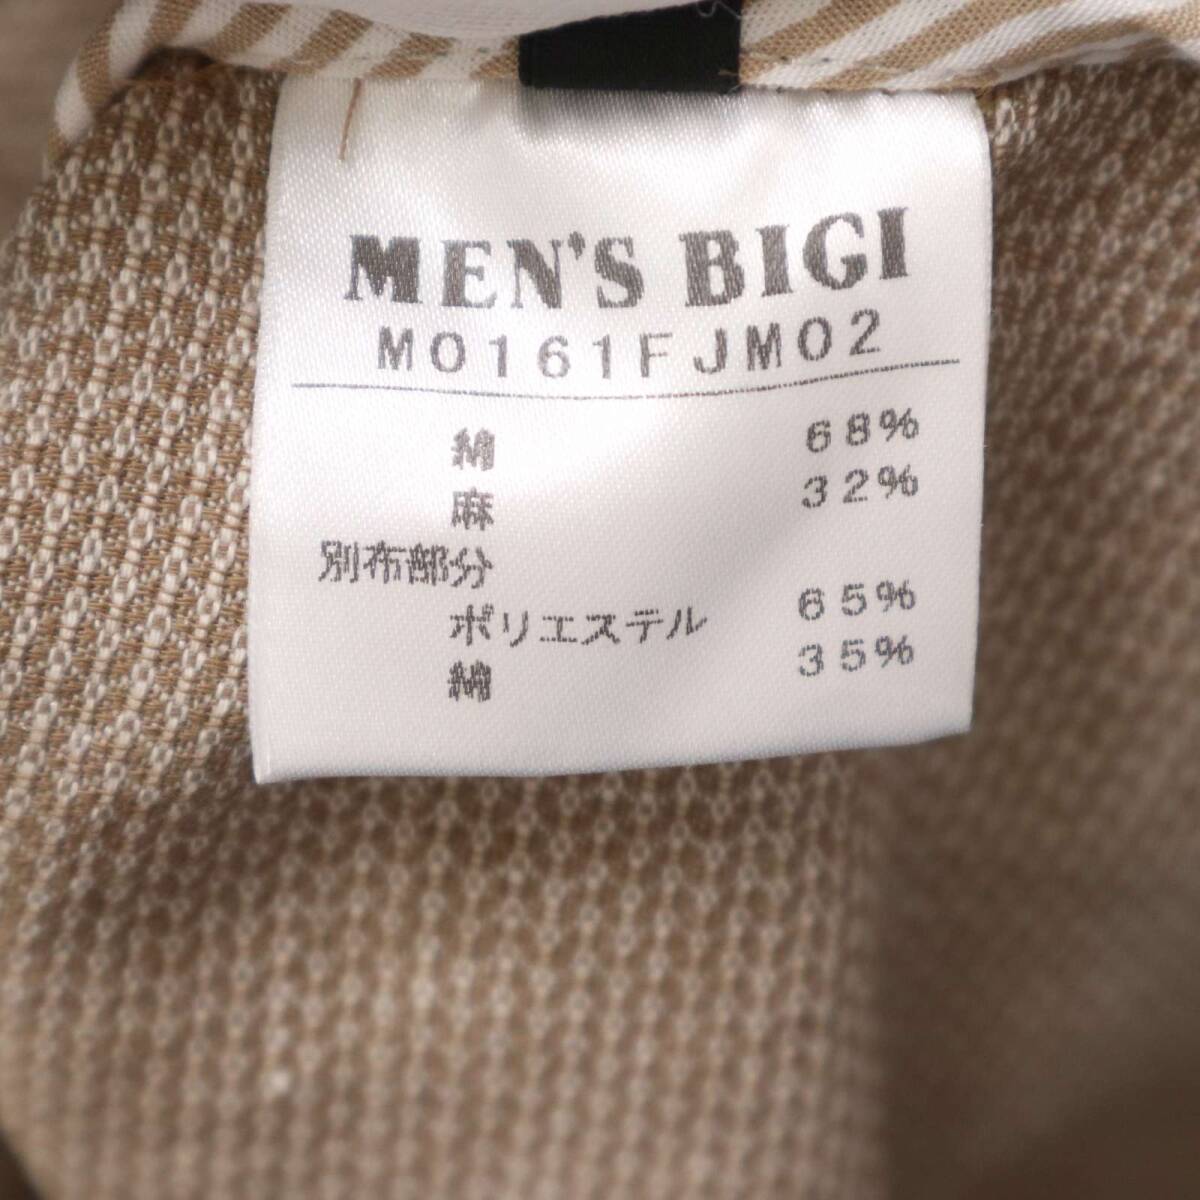 MEN'S BIGI
M0161FJM02
綿 68%
麻 32%
別布部分
ポリエステル 65%
綿 35%